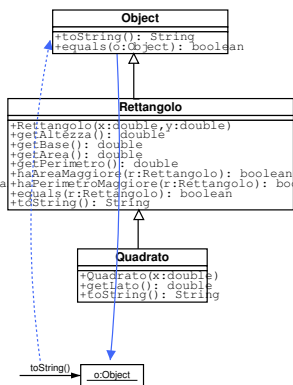 Object
+toString(): String
+equals(o:Object): boolean
Rettangolo
+Rettangolo(x:double,y:double)
+getAltezza(): double
+getBase(): double
+getArea(): double
+getPerimetro(): double
+haAreaMaggiore(r:Rettangolo): boolean
+haPerimetroMaggiore(r:Rettangolo): boo
+equals(r:Rettangolo): boolean
+toString(): String
Quadrato
+Quadrato(x:double)
+getLato(): double
+toString(): String
toString()
o:Object